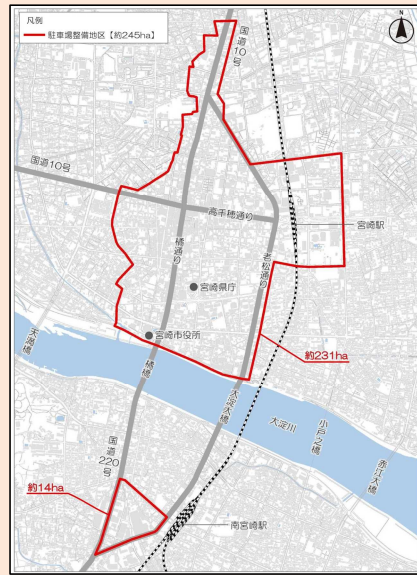 凡例
駐車場整備地区【約245ha】
N
国道10号
国道10号
高千穂通り
宮崎駅
橘通り
老松通り
宮崎県庁
宮崎市役所
約231ha
天満橋
橘橋
大淀大橋
大淀川
小戸之橋
赤江大橋
国道220号
約14ha
南宮崎駅